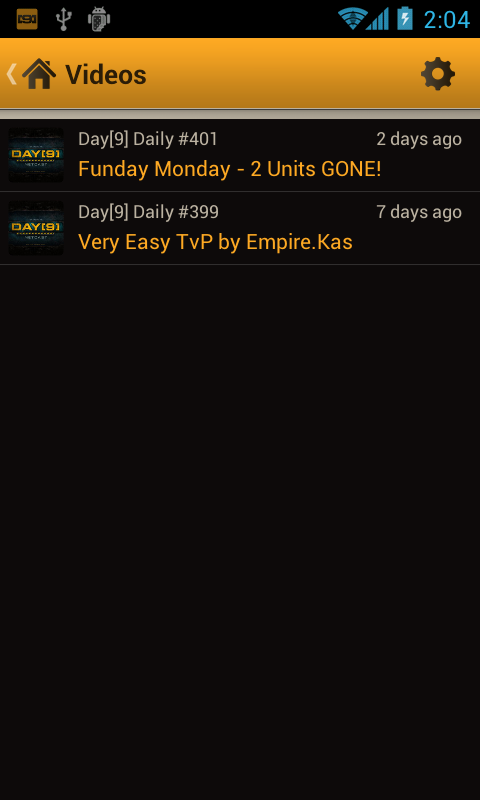 2:04
Videos
Day[9] Daily #401 2 days ago
DAY[9]
Funday Monday - 2 Units GONE!
Day[9] Daily #399 7 days ago
DAY[9]
Very Easy TvP by Empire.Kas